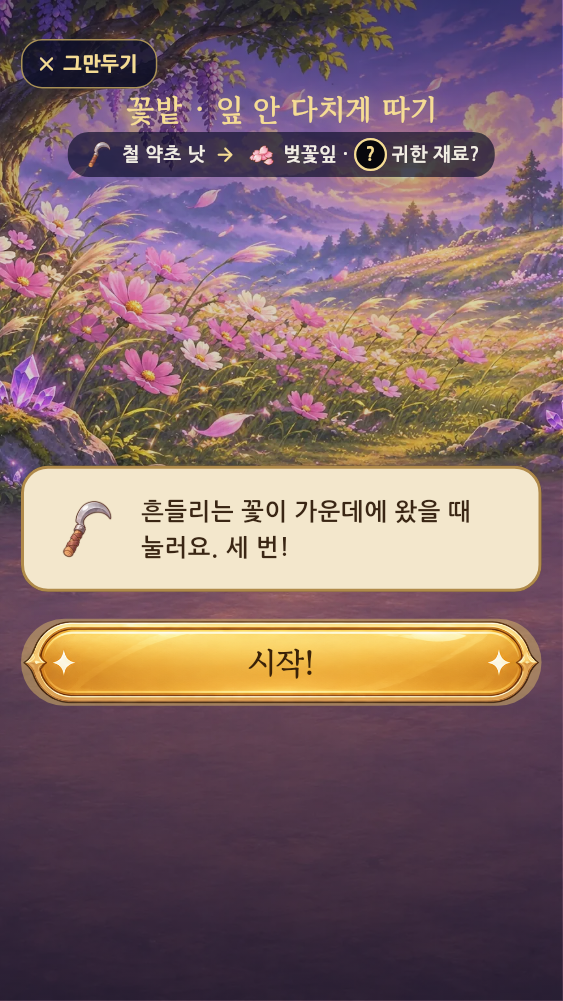 × 그만두기
꽃밭 · 잎 안 다치게 따기
철 약초 낫 → 벚꽃잎 · ? 귀한 재료?
흔들리는 꽃이 가운데에 왔을 때
눌러요. 세 번!
시작!